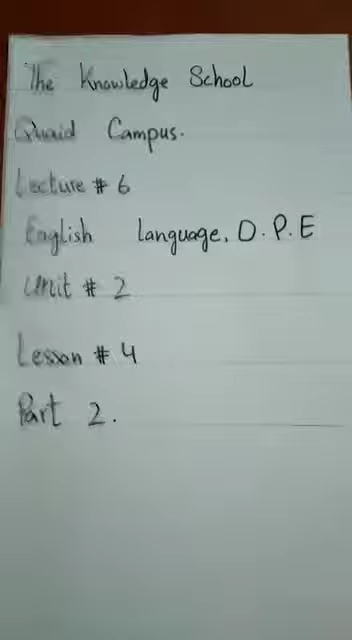 The Knowledge School
Quaid Campus.
Lecture # 6
English language, O.P.E
Unit # 2
Lesson # 4
Part 2.